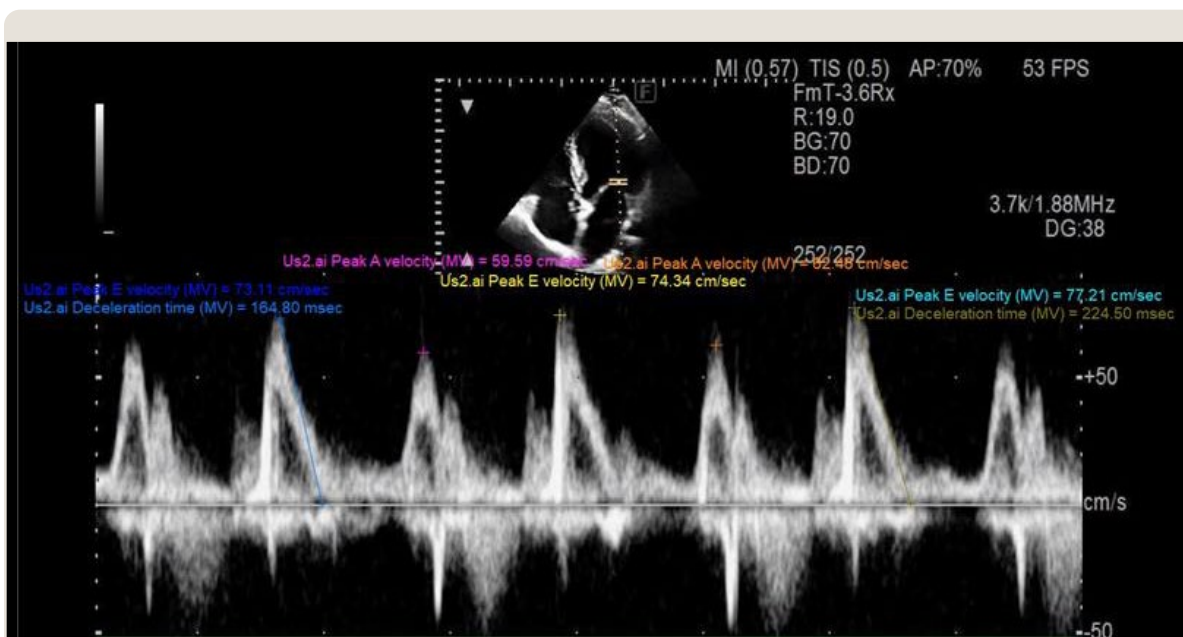 MI (0.57) TIS (0.5) AP:70% 53 FPS
F
FmT-3.6Rx
R:19.0
BG:70
BD:70
3.7k/1.88MHz
DG:38
252/252
Us2.ai Peak A velocity (MV) = 59.59 cm/sec
Us2.ai Peak A velocity (MV) = 62.48 cm/sec
Us2.ai Peak E velocity (MV) = 74.34 cm/sec
Us2.ai Peak E velocity (MV) = 73.11 cm/sec
Us2.ai Deceleration time (MV) = 164.80 msec
Us2.ai Peak E velocity (MV) = 77.21 cm/sec
Us2.ai Deceleration time (MV) = 224.50 msec
+50
cm/s
-50